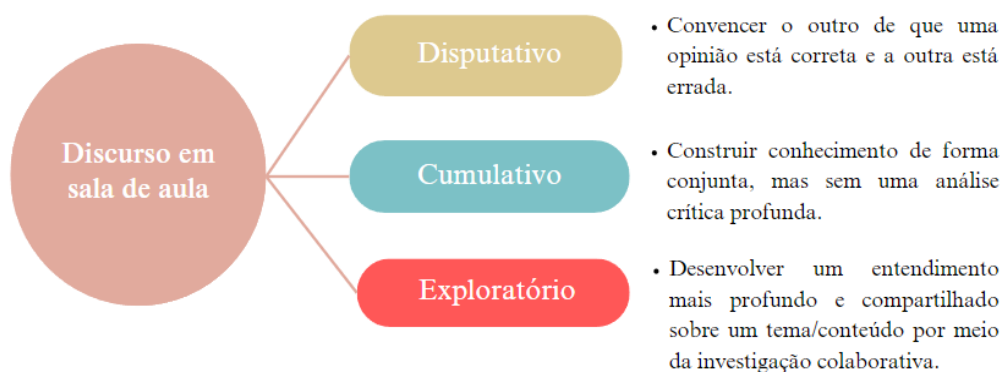 Discurso em
sala de aula
Disputativo
• Convencer o outro de que uma
opinião está correta e a outra está
errada.
Cumulativo
• Construir conhecimento de forma
conjunta, mas sem uma análise
crítica profunda.
Exploratório
• Desenvolver um entendimento
mais profundo e compartilhado
sobre um tema/conteúdo por meio
da investigação colaborativa.